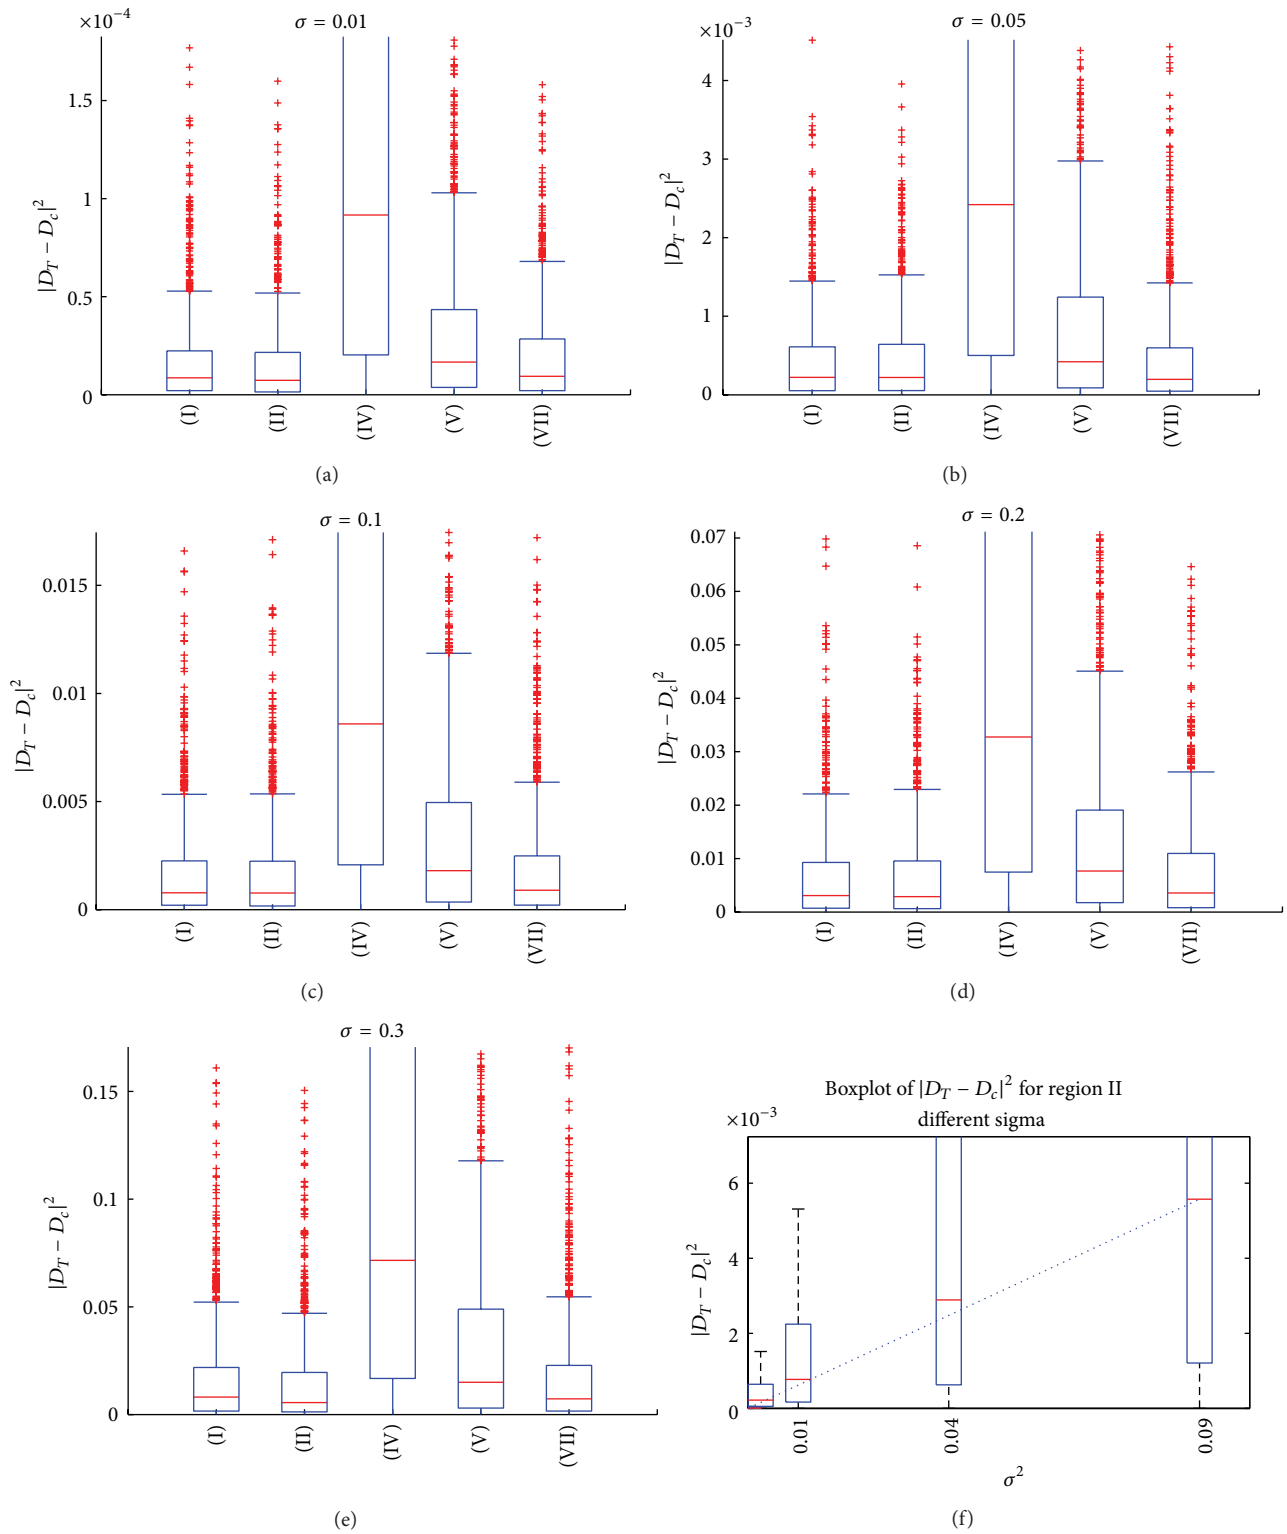 ×10⁻⁴
σ = 0.01
1.5
1
0.5
0
|D_T − D_c|²
(I)
(II)
(IV)
(V)
(VII)
(a)
×10⁻³
σ = 0.05
4
3
2
1
0
|D_T − D_c|²
(I)
(II)
(IV)
(V)
(VII)
(b)
σ = 0.1
0.015
0.01
0.005
0
|D_T − D_c|²
(I)
(II)
(IV)
(V)
(VII)
(c)
σ = 0.2
0.07
0.06
0.05
0.04
0.03
0.02
0.01
0
|D_T − D_c|²
(I)
(II)
(IV)
(V)
(VII)
(d)
σ = 0.3
0.15
0.1
0.05
0
|D_T − D_c|²
(I)
(II)
(IV)
(V)
(VII)
(e)
Boxplot of |D_T − D_c|² for region II
different sigma
×10⁻³
6
4
2
0
|D_T − D_c|²
0.01
0.04
0.09
σ²
(f)